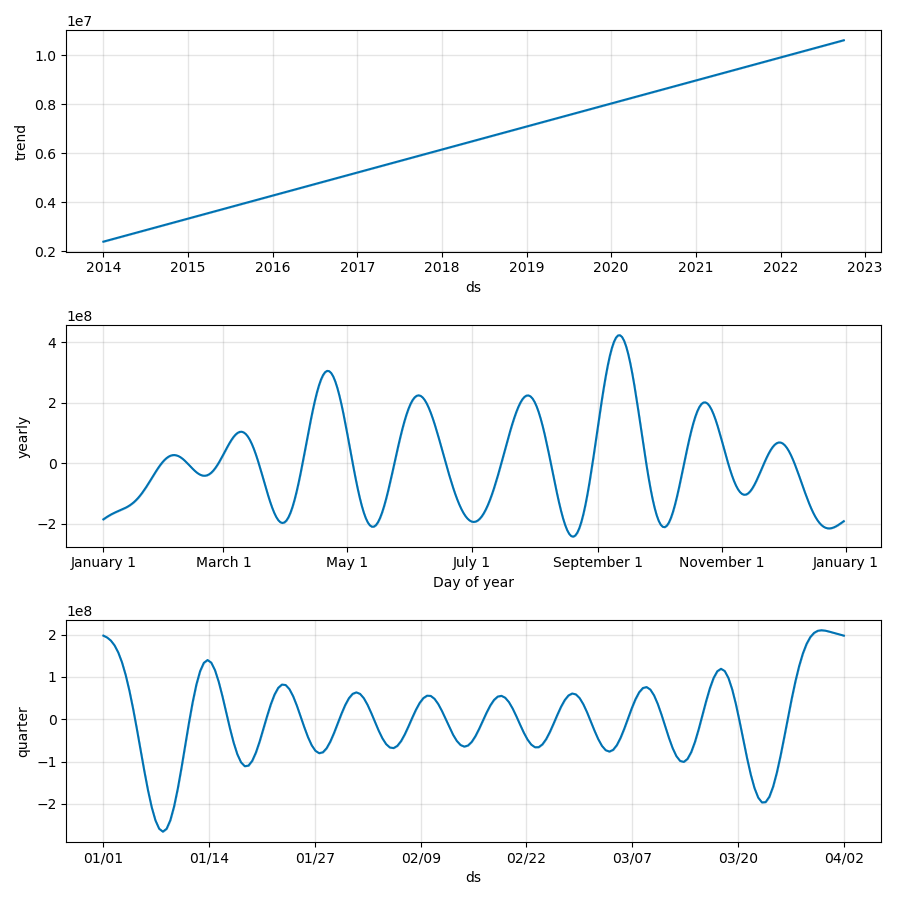 1e7
1.0
0.8
0.6
0.4
0.2
trend
2014 2015 2016 2017 2018 2019 2020 2021 2022 2023
ds
1e8
4
2
0
−2
yearly
January 1 March 1 May 1 July 1 September 1 November 1 January 1
Day of year
1e8
2
1
0
−1
−2
quarter
01/01 01/14 01/27 02/09 02/22 03/07 03/20 04/02
ds